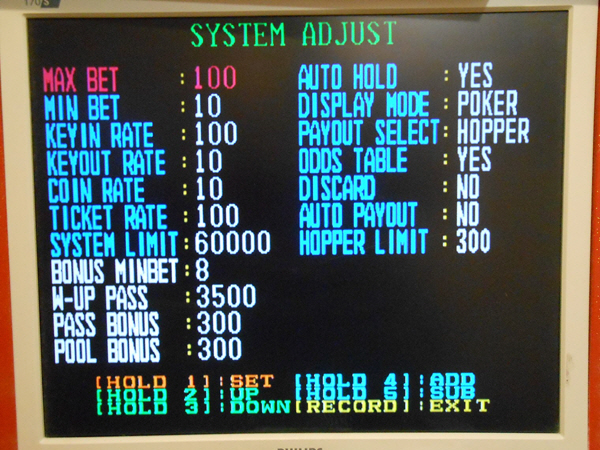 170S
SYSTEM ADJUST
MAX BET :100 AUTO HOLD :YES
MIN BET :10 DISPLAY MODE :POKER
KEYIN RATE :100 PAYOUT SELECT:HOPPER
KEYOUT RATE :10 ODDS TABLE :YES
COIN RATE :10 DISCARD :NO
TICKET RATE :100 AUTO PAYOUT :NO
SYSTEM LIMIT:60000 HOPPER LIMIT :300
BONUS MINBET:8
W-UP PASS :3500
PASS BONUS :300
POOL BONUS :300
[HOLD 1]:SET [HOLD 4]:ADD
[HOLD 2]:UP [HOLD 5]:SUB
[HOLD 3]:DOWN[RECORD]:EXIT
PHILIPS